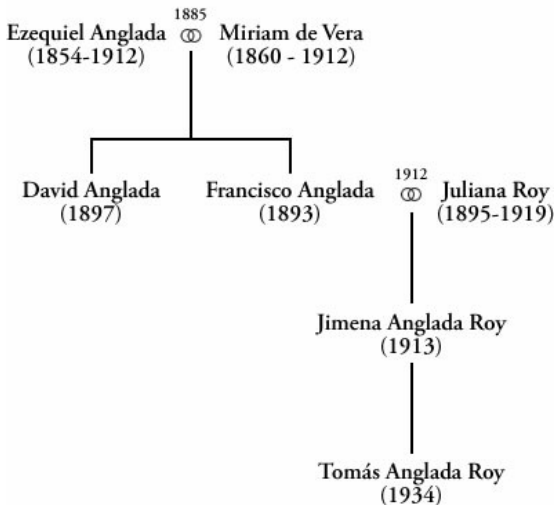 1885
Ezequiel Anglada ⚭ Miriam de Vera
(1854-1912) (1860 - 1912)
David Anglada
(1897)
Francisco Anglada
(1893)
1912
⚭
Juliana Roy
(1895-1919)
Jimena Anglada Roy
(1913)
Tomás Anglada Roy
(1934)